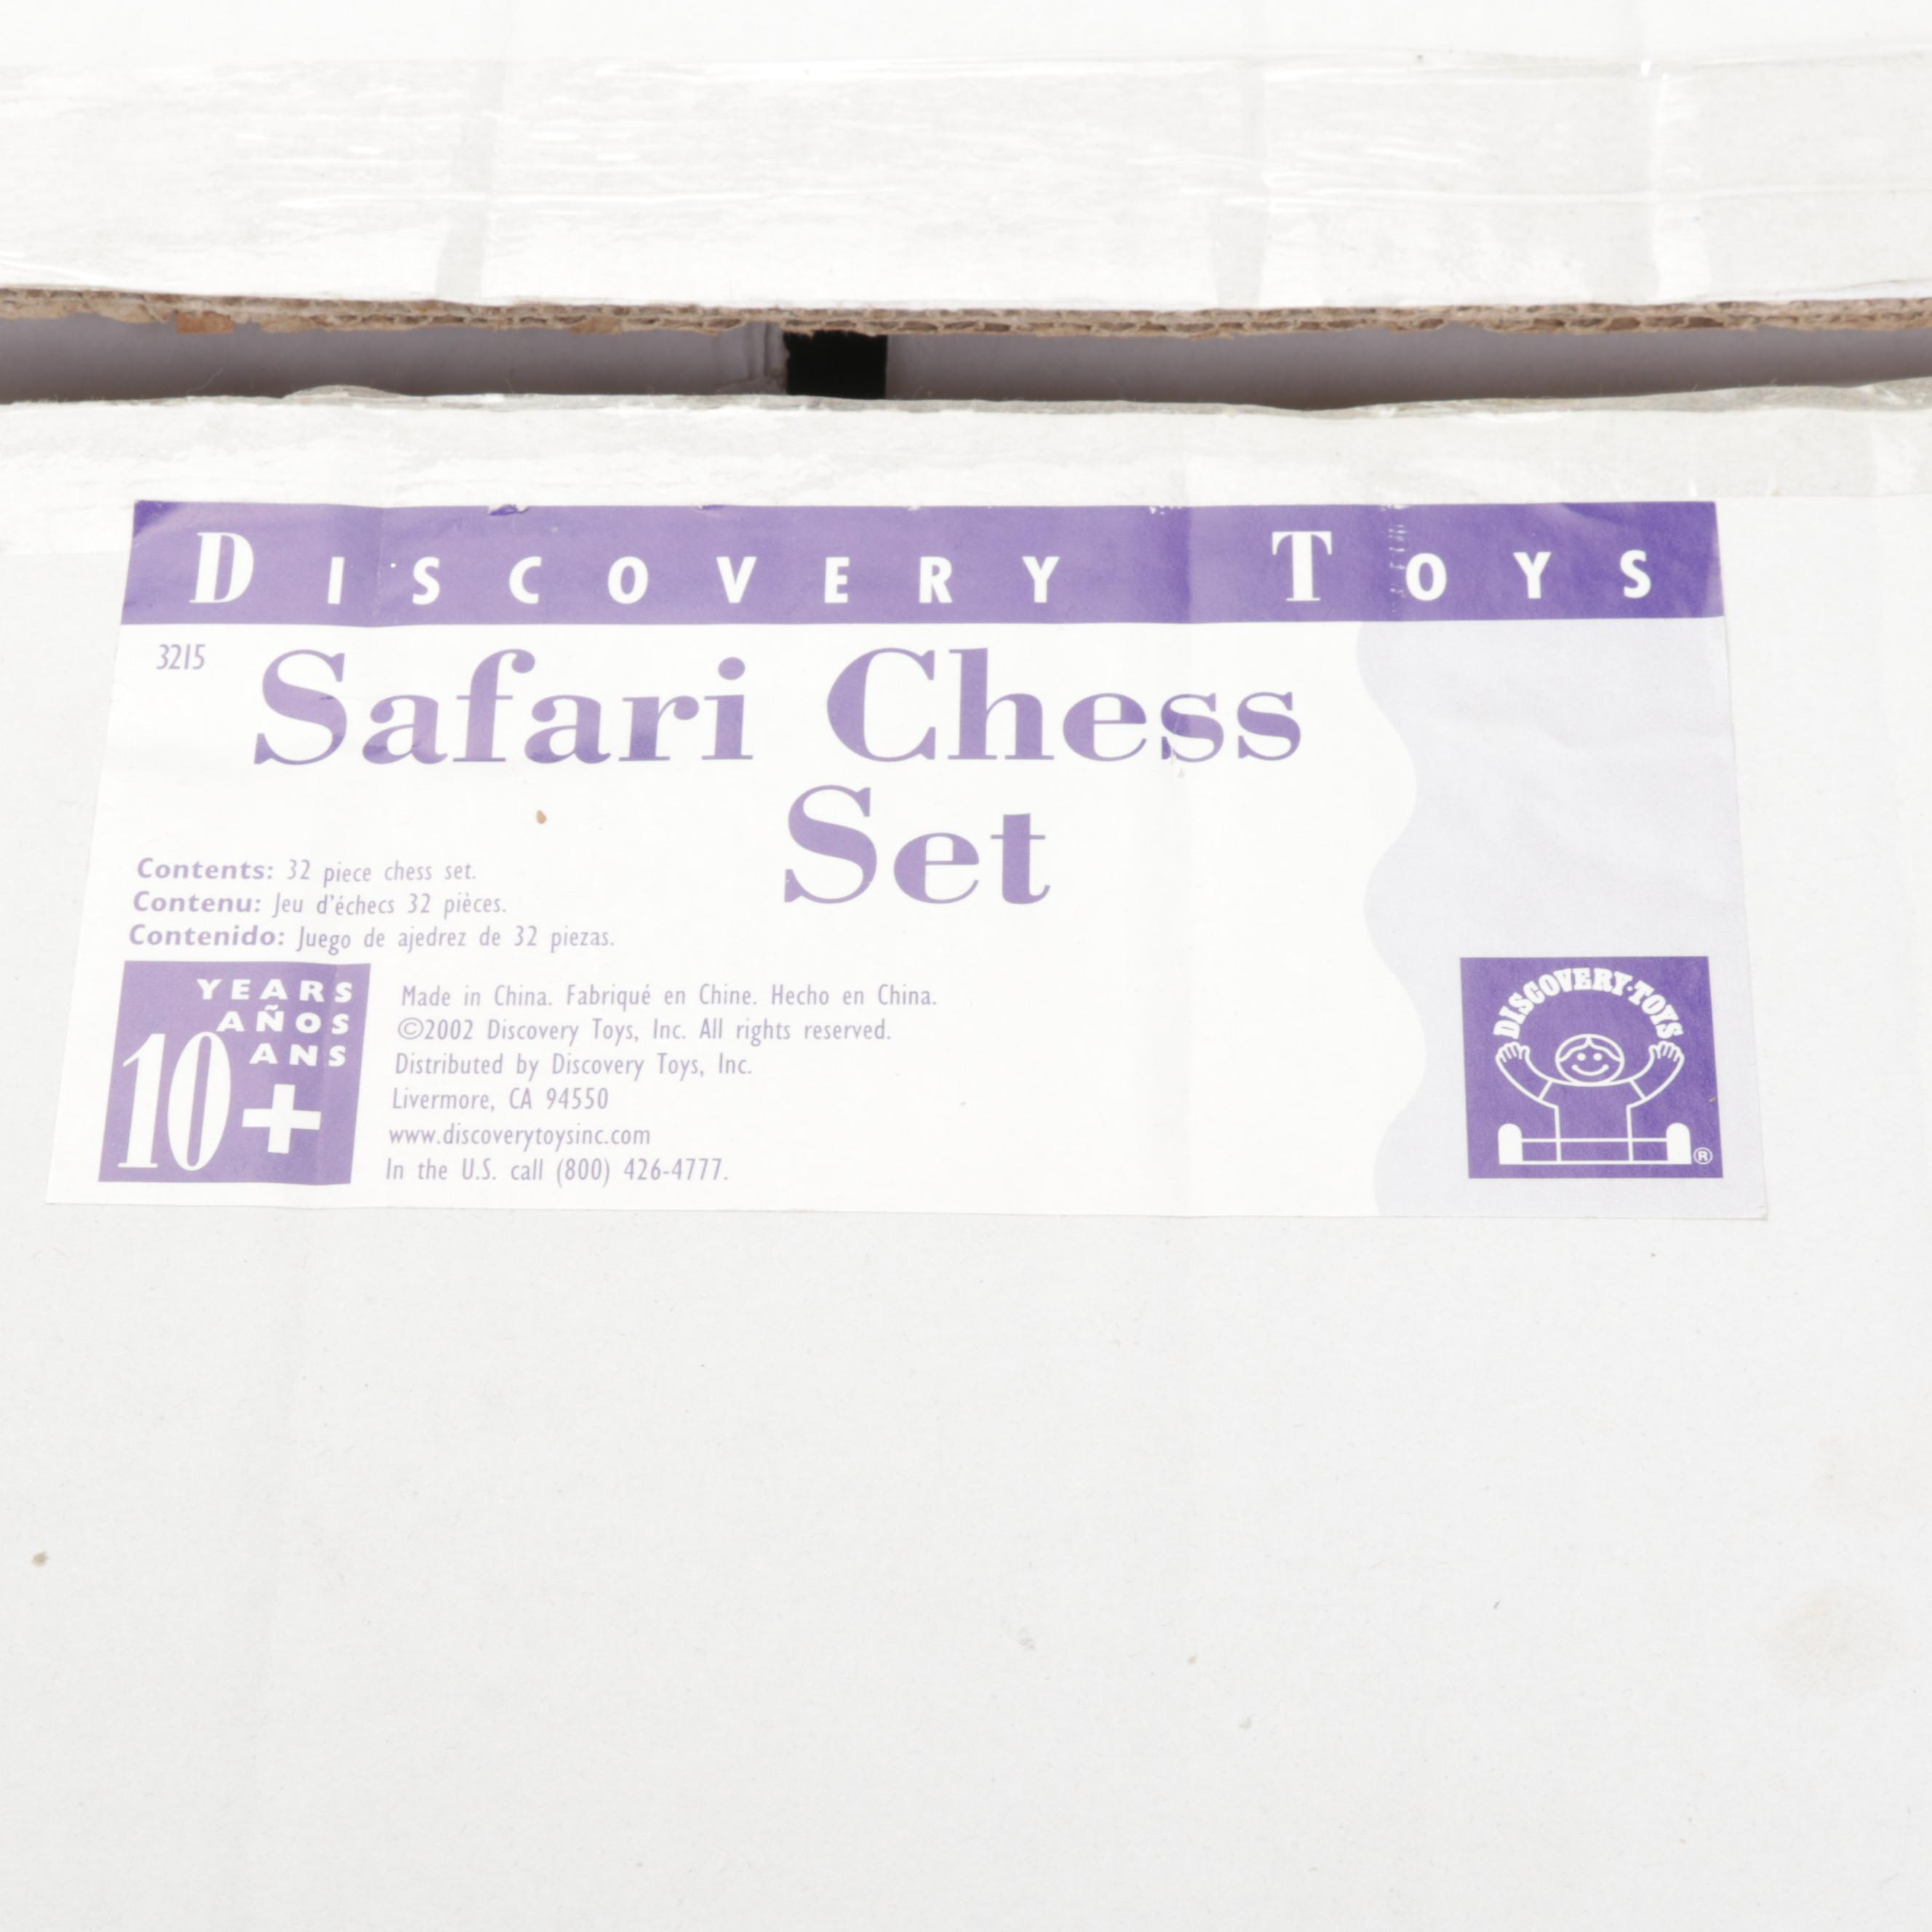 DISCOVERY TOYS
3215
Safari Chess
Set
Contents: 32 piece chess set.
Contenu: Jeu d'échecs 32 pièces.
Contenido: Juego de ajedrez de 32 piezas.
YEARS
AÑOS
ANS
10+
Made in China. Fabriqué en Chine. Hecho en China.
©2002 Discovery Toys, Inc. All rights reserved.
Distributed by Discovery Toys, Inc.
Livermore, CA 94550
www.discoverytoysinc.com
In the U.S. call (800) 426-4777.
DISCOVERY·TOYS
®